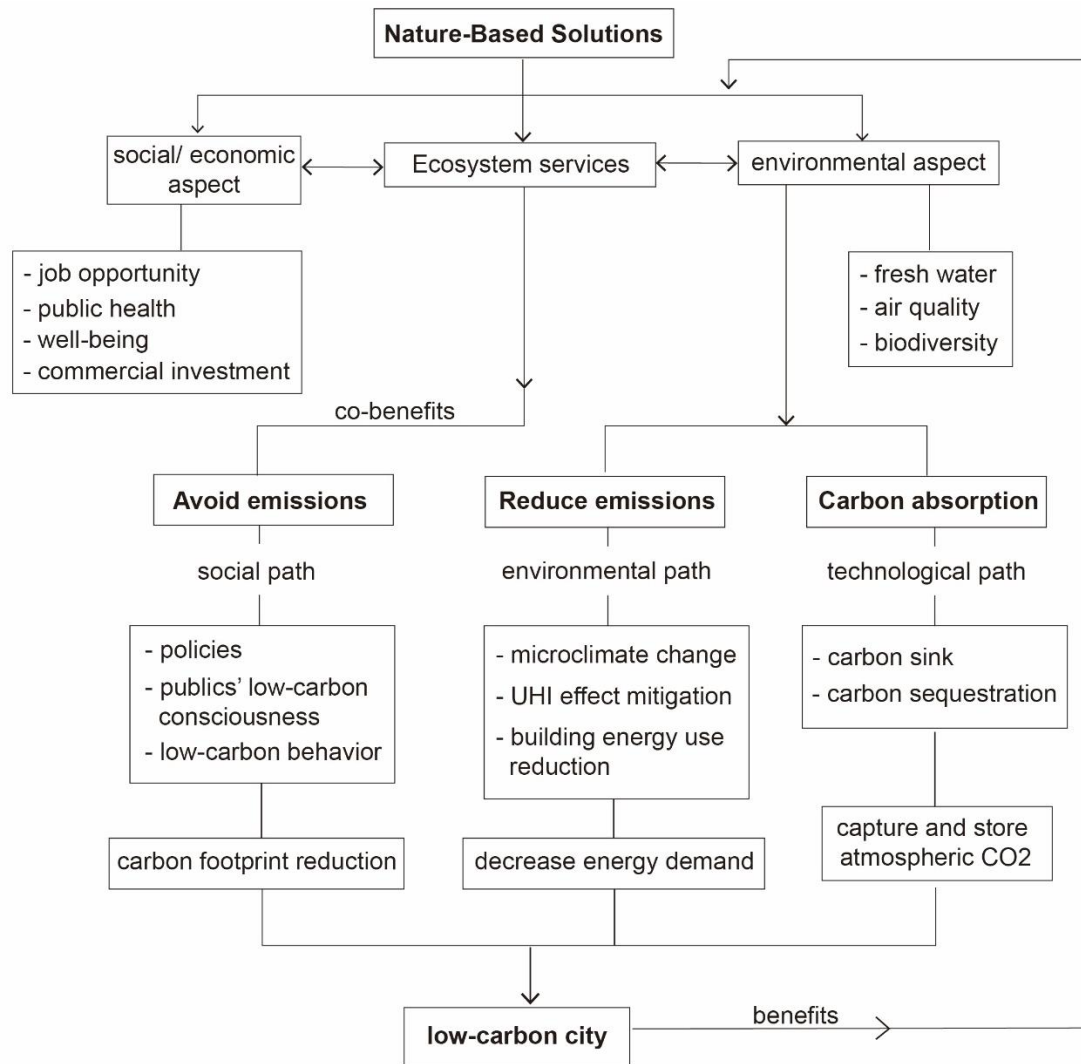 Nature-Based Solutions
social/ economic
aspect
Ecosystem services
environmental aspect
- job opportunity
- public health
- well-being
- commercial investment
- fresh water
- air quality
- biodiversity
co-benefits
Avoid emissions
Reduce emissions
Carbon absorption
social path
environmental path
technological path
- policies
- publics’ low-carbon
consciousness
- low-carbon behavior
- microclimate change
- UHI effect mitigation
- building energy use
reduction
- carbon sink
- carbon sequestration
carbon footprint reduction
decrease energy demand
capture and store
atmospheric CO2
low-carbon city
benefits